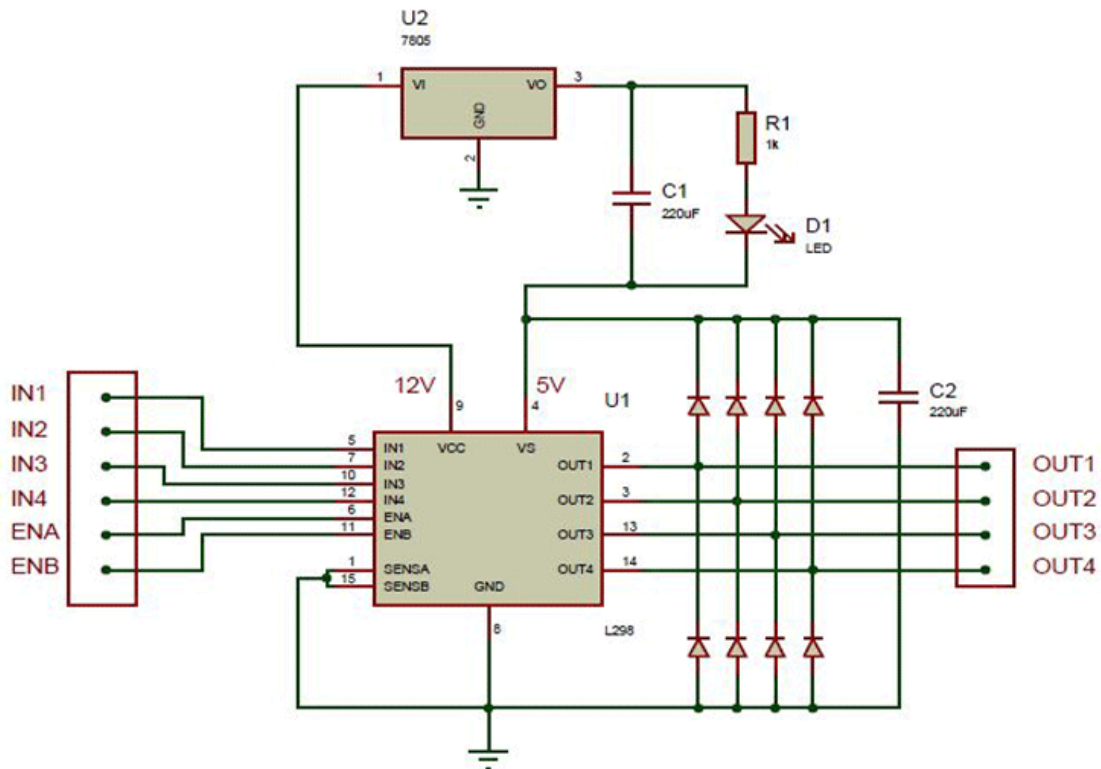 U2
7805
1 VI VO 3
GND
2
R1
1k
C1
220uF
D1
LED
12V 5V
9 4
U1
C2
220uF
IN1
IN2
IN3
IN4
ENA
ENB
5 IN1
7 IN2
10 IN3
12 IN4
6 ENA
11 ENB
1 SENSA
15 SENSB
VCC VS
OUT1 2
OUT2 3
OUT3 13
OUT4 14
GND
8
L298
OUT1
OUT2
OUT3
OUT4